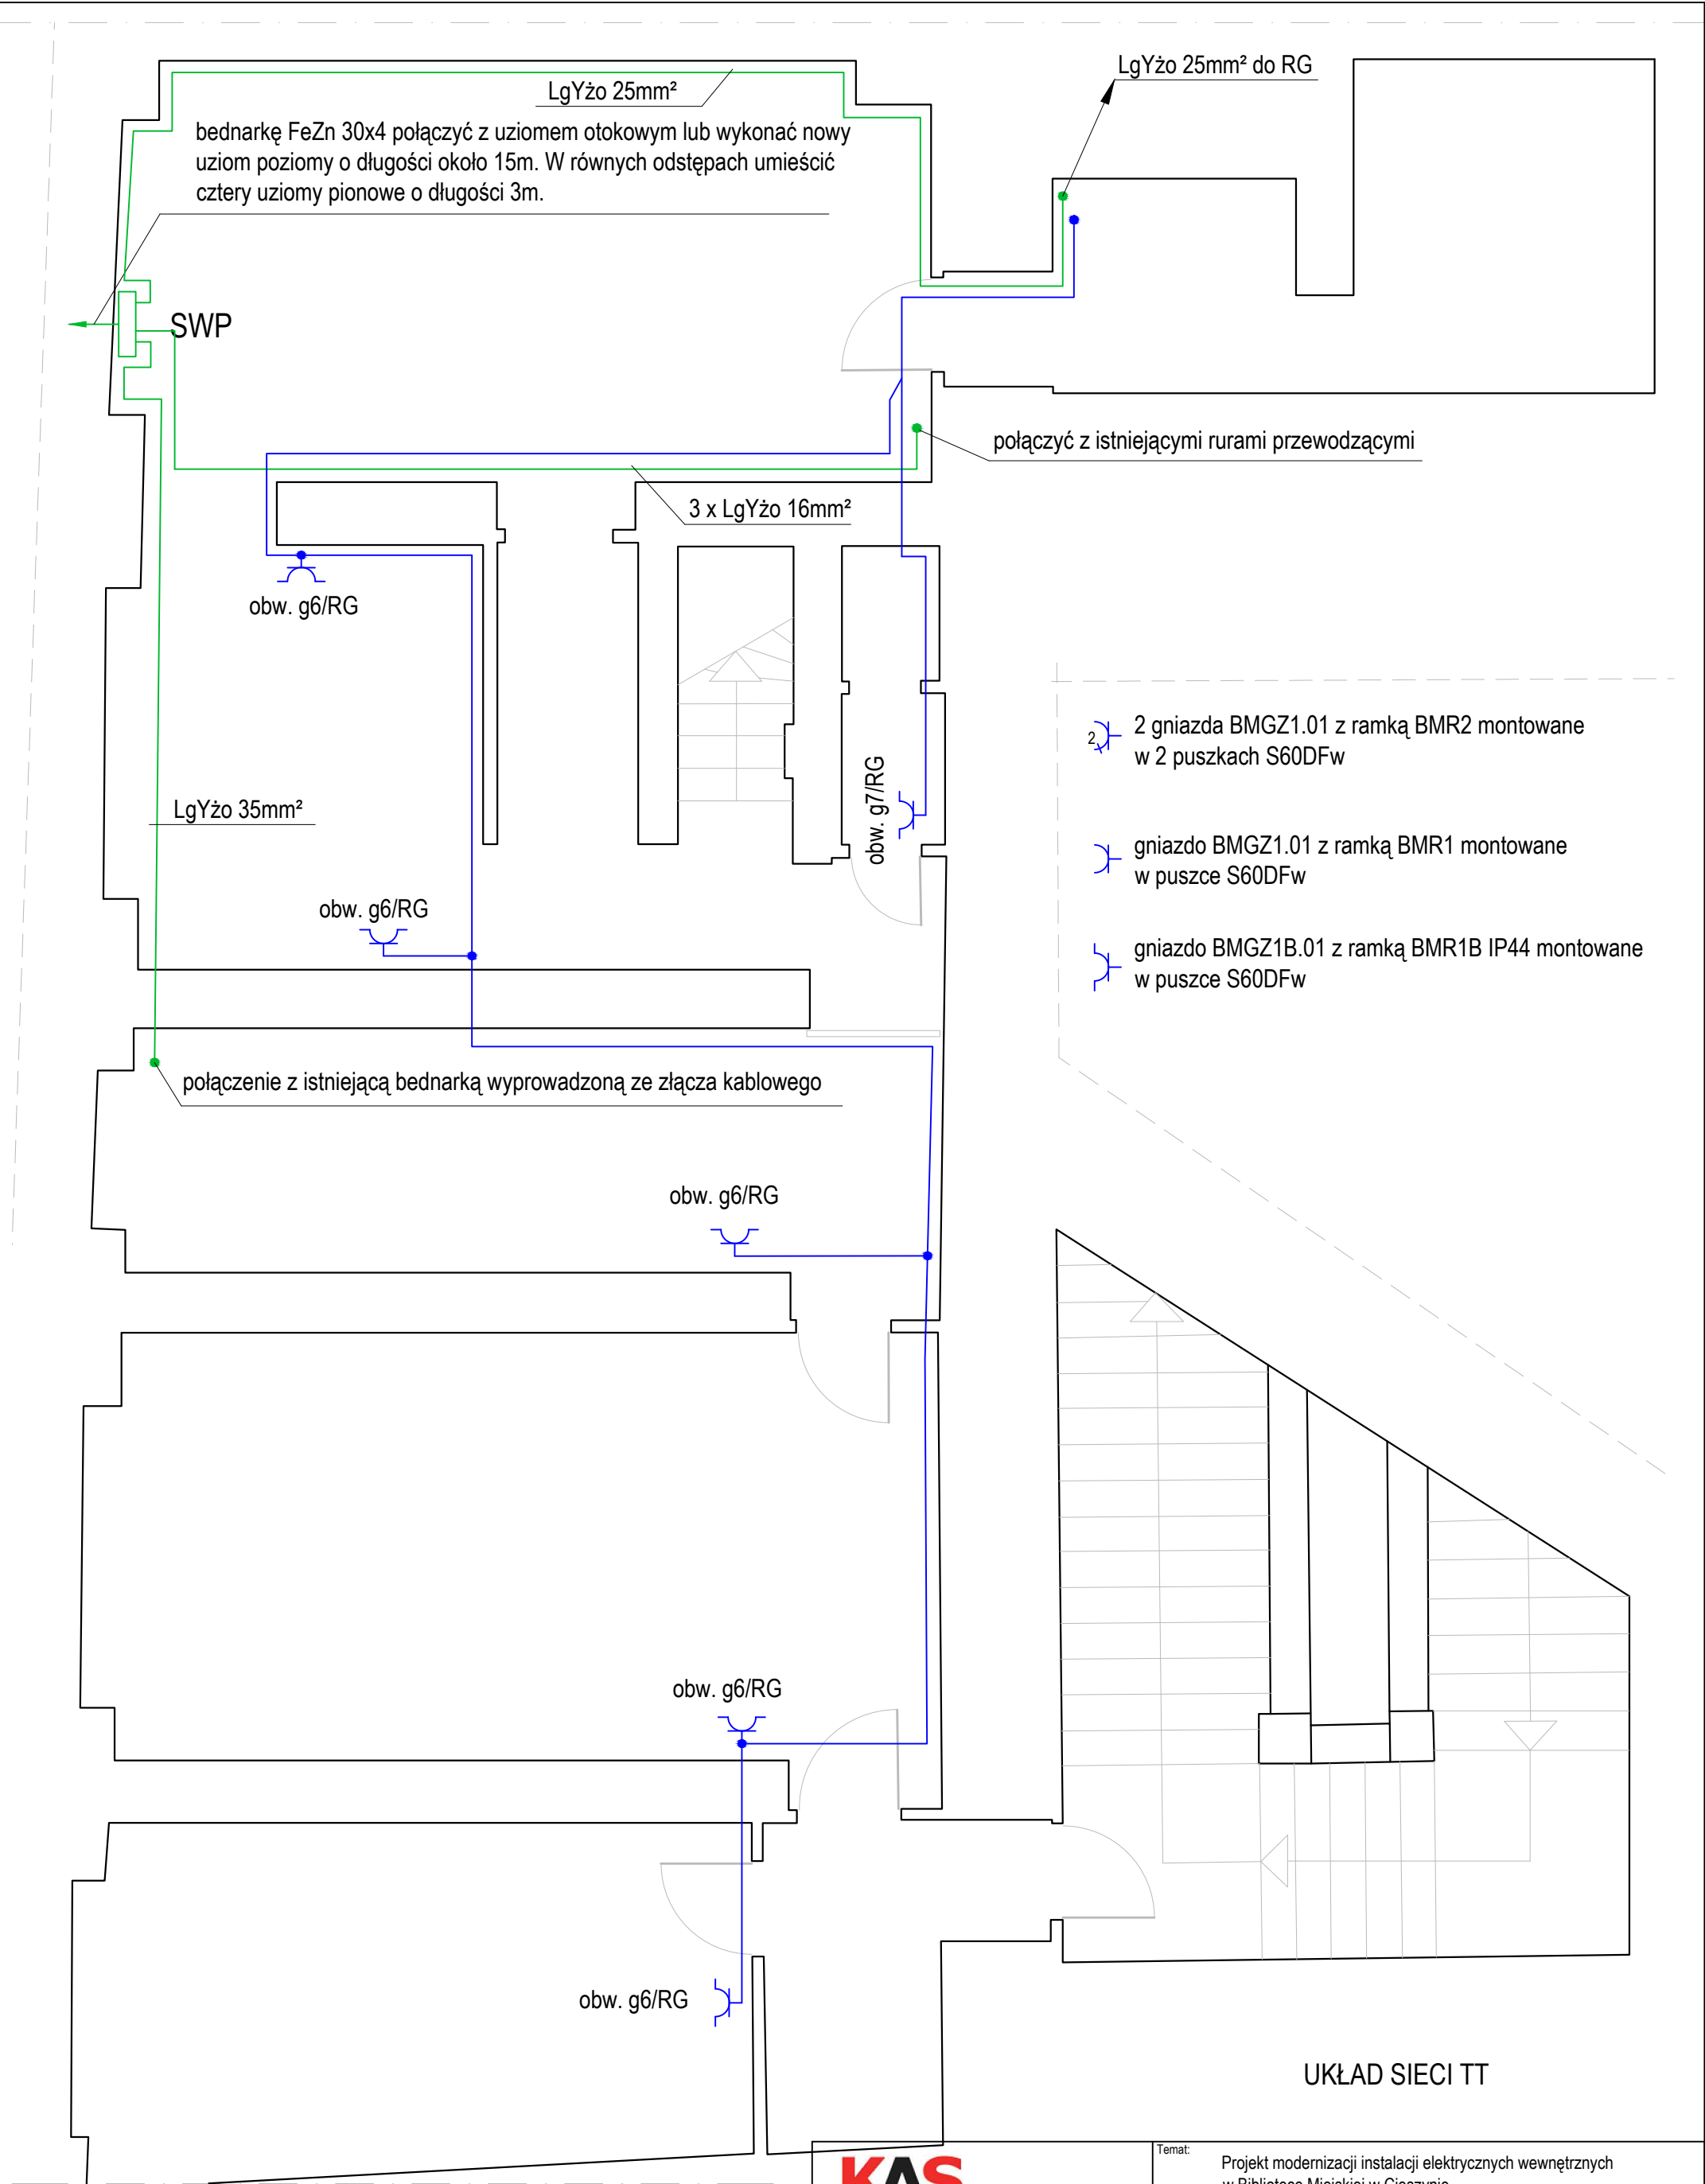 LgYżo 25mm²
LgYżo 25mm² do RG
bednarkę FeZn 30x4 połączyć z uziomem otokowym lub wykonać nowy
uziom poziomy o długości około 15m. W równych odstępach umieścić
cztery uziomy pionowe o długości 3m.
SWP
połączyć z istniejącymi rurami przewodzącymi
3 x LgYżo 16mm²
obw. g6/RG
2
2 gniazda BMGZ1.01 z ramką BMR2 montowane
w 2 puszkach S60DFw
obw. g7/RG
LgYżo 35mm²
gniazdo BMGZ1.01 z ramką BMR1 montowane
w puszce S60DFw
obw. g6/RG
gniazdo BMGZ1B.01 z ramką BMR1B IP44 montowane
w puszce S60DFw
połączenie z istniejącą bednarką wyprowadzoną ze złącza kablowego
obw. g6/RG
obw. g6/RG
obw. g6/RG
UKŁAD SIECI TT
KAS
Temat:
Projekt modernizacji instalacji elektrycznych wewnętrznych
w Bibliotece Miejskiej w Cieszynie